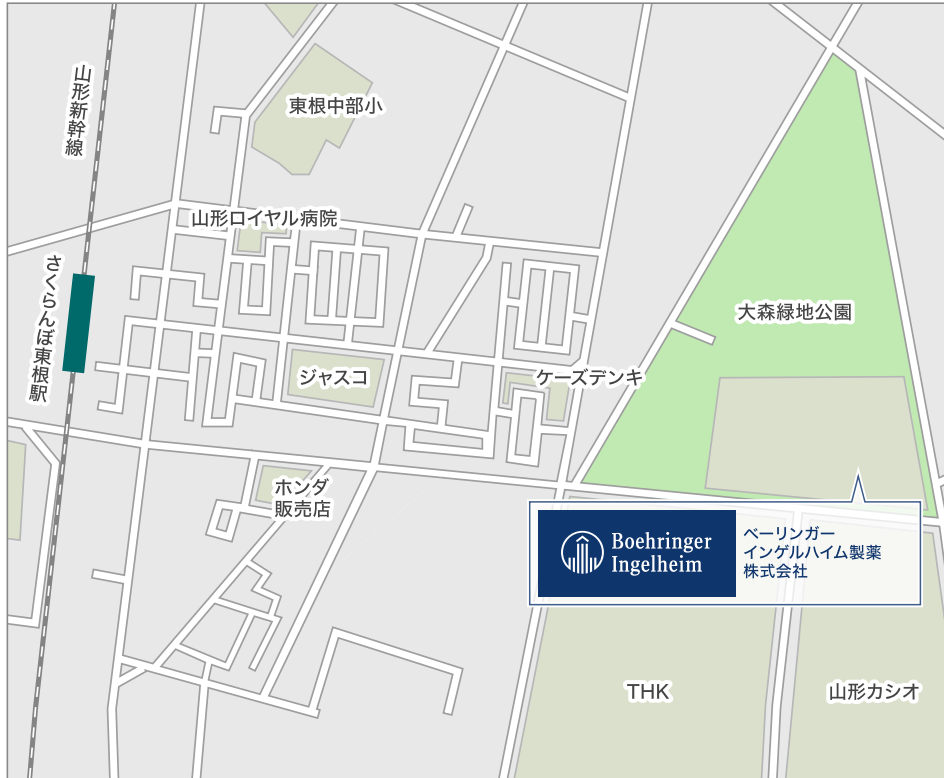 山形新幹線
東根中部小
山形ロイヤル病院
さくらんぼ東根駅
大森緑地公園
ジャスコ
ケーズデンキ
ホンダ
販売店
Boehringer
Ingelheim
ベーリンガー
インゲルハイム製薬
株式会社
THK
山形カシオ